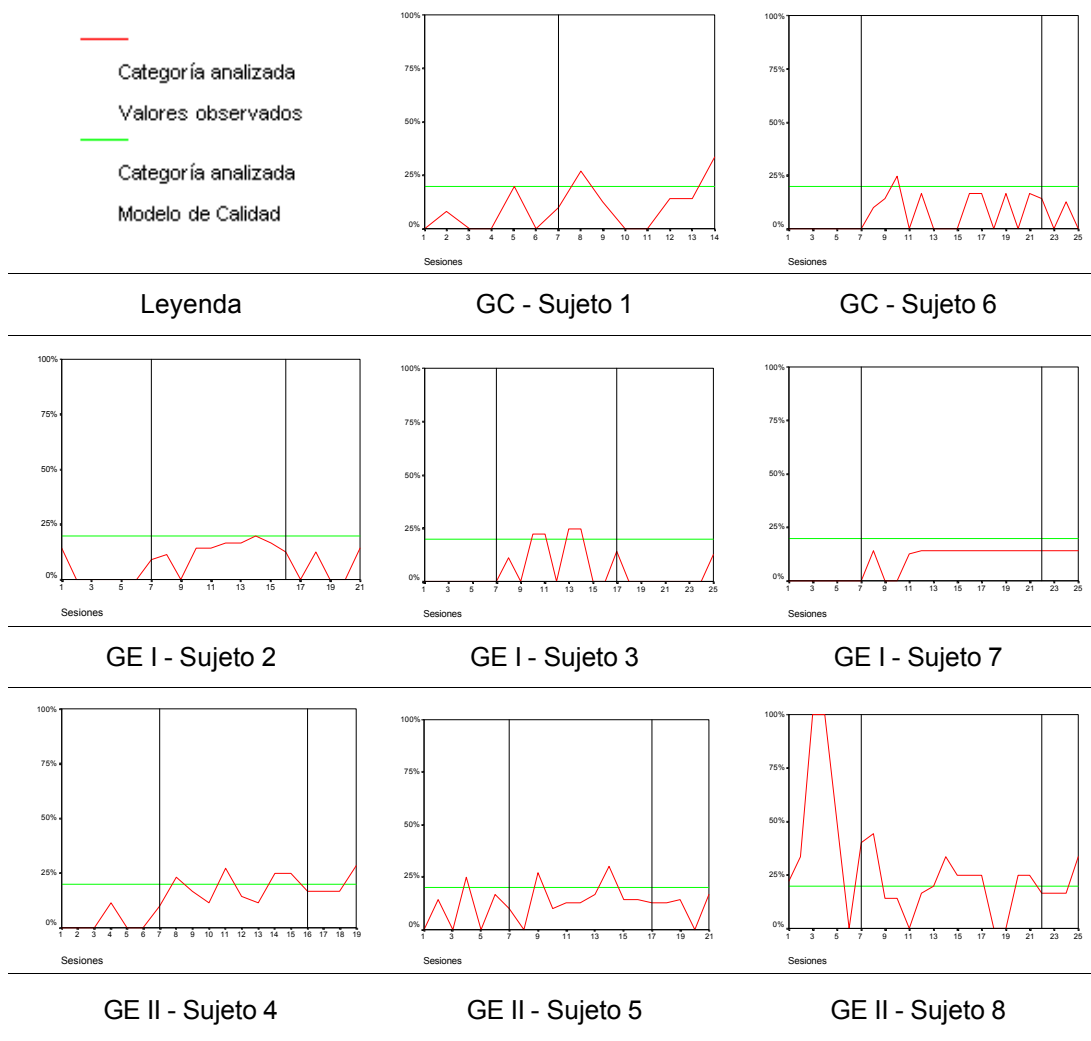 Categoría analizada
Valores observados
Categoría analizada
Modelo de Calidad
100%
75%
50%
25%
0%
1 2 3 4 5 6 7 8 9 10 11 12 13 14
Sesiones
100%
75%
50%
25%
0%
1 3 5 7 9 11 13 15 17 19 21 23 25
Sesiones
Leyenda
GC - Sujeto 1
GC - Sujeto 6
100%
75%
50%
25%
0%
1 3 5 7 9 11 13 15 17 19 21
Sesiones
100%
75%
50%
25%
0%
1 3 5 7 9 11 13 15 17 19 21 23 25
Sesiones
100%
75%
50%
25%
0%
1 3 5 7 9 11 13 15 17 19 21 23 25
Sesiones
GE I - Sujeto 2
GE I - Sujeto 3
GE I - Sujeto 7
100%
75%
50%
25%
0%
1 2 3 4 5 6 7 8 9 10 11 12 13 14 15 16 17 18 19
Sesiones
100%
75%
50%
25%
0%
1 3 5 7 9 11 13 15 17 19 21
Sesiones
100%
75%
50%
25%
0%
1 3 5 7 9 11 13 15 17 19 21 23 25
Sesiones
GE II - Sujeto 4
GE II - Sujeto 5
GE II - Sujeto 8